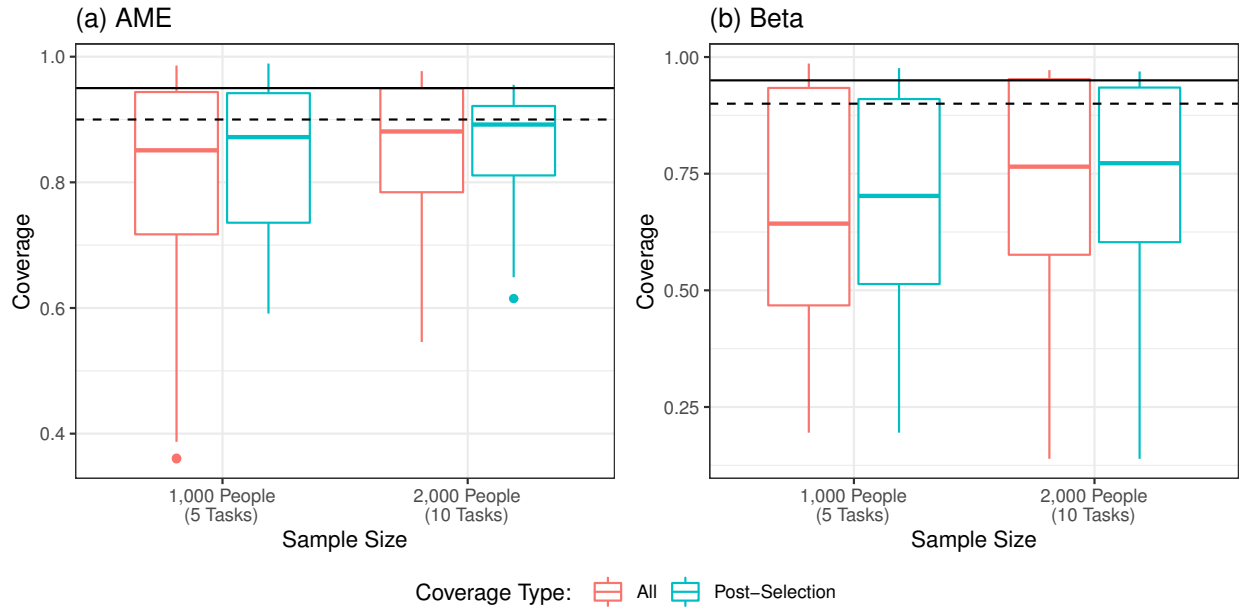 (a) AME
1.0
0.8
0.6
0.4
Coverage
1,000 People
(5 Tasks)
2,000 People
(10 Tasks)
Sample Size
(b) Beta
1.00
0.75
0.50
0.25
Coverage
1,000 People
(5 Tasks)
2,000 People
(10 Tasks)
Sample Size
Coverage Type: All Post−Selection